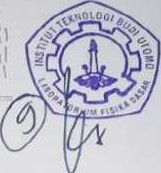 INSTITUT TEKNOLOGI BUDI UTOMO
LABORATORIUM FISIKA DASAR
9